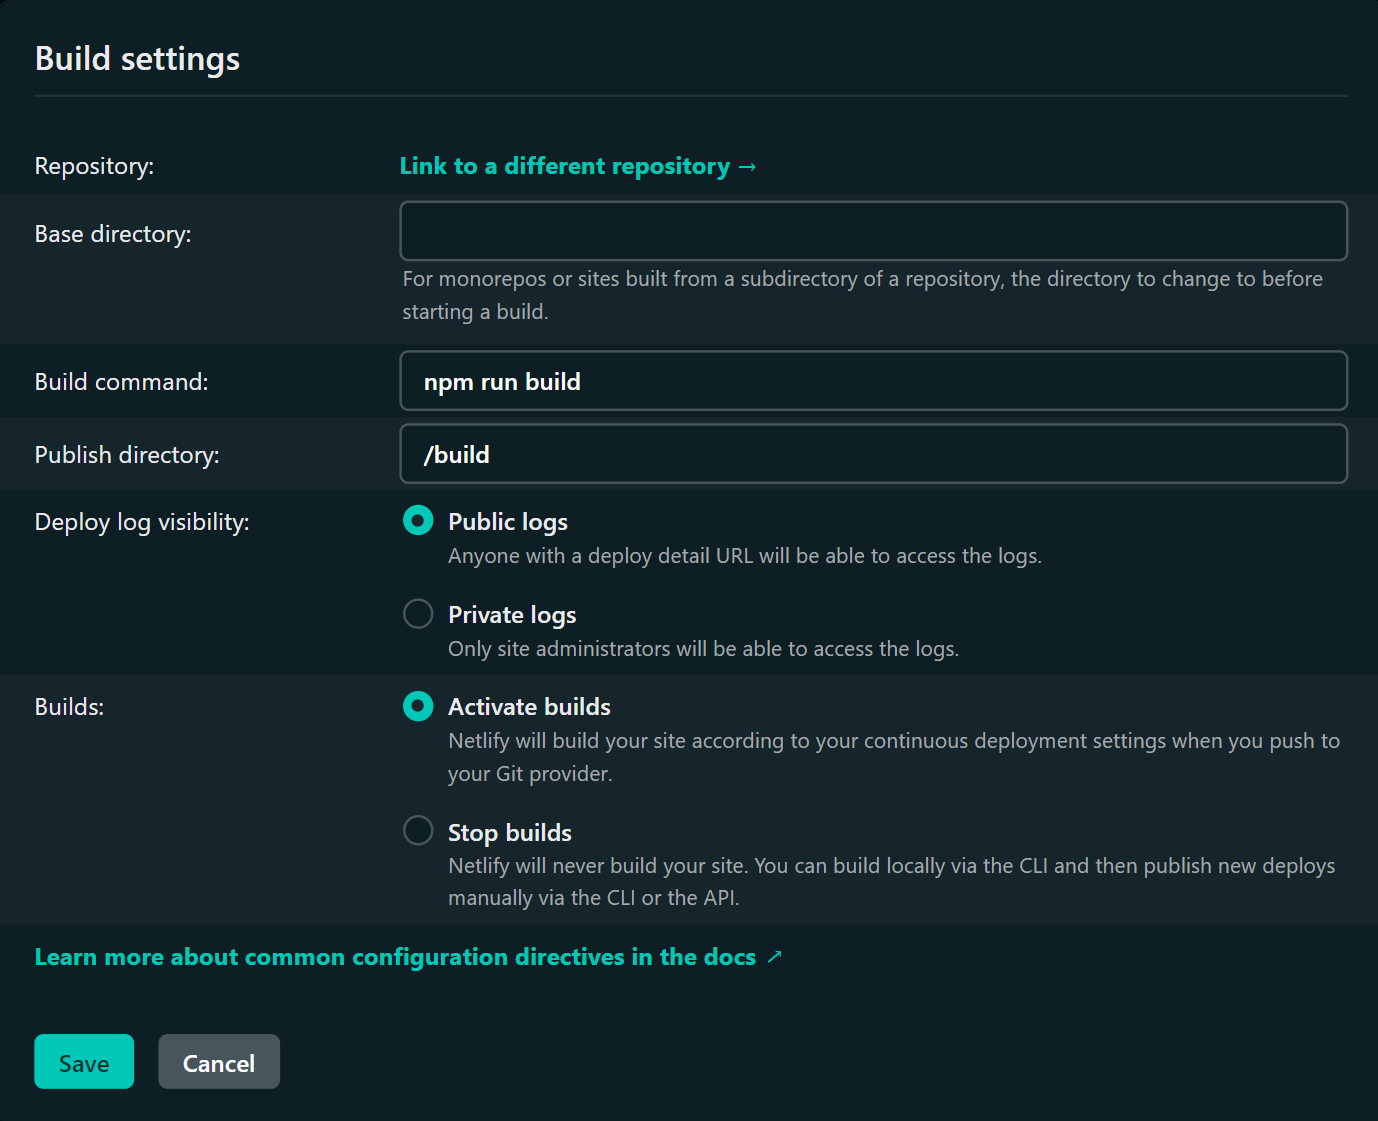 Build settings
Repository:
Link to a different repository →
Base directory:
For monorepos or sites built from a subdirectory of a repository, the directory to change to before
starting a build.
Build command:
npm run build
Publish directory:
/build
Deploy log visibility:
Public logs
Anyone with a deploy detail URL will be able to access the logs.
Private logs
Only site administrators will be able to access the logs.
Builds:
Activate builds
Netlify will build your site according to your continuous deployment settings when you push to
your Git provider.
Stop builds
Netlify will never build your site. You can build locally via the CLI and then publish new deploys
manually via the CLI or the API.
Learn more about common configuration directives in the docs ↗
Save
Cancel